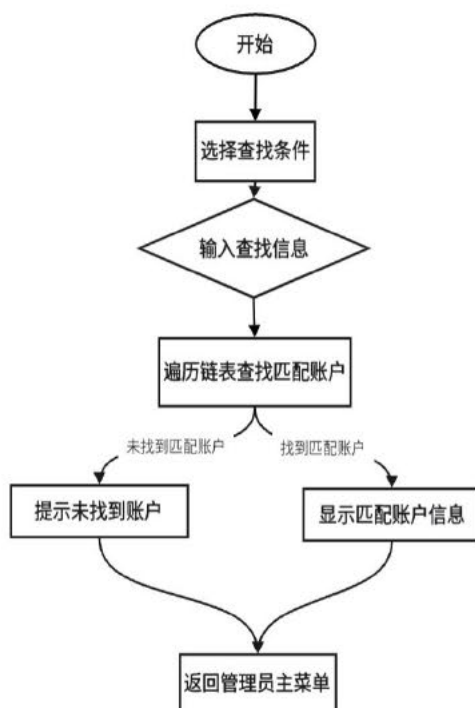 开始
选择查找条件
输入查找信息
遍历链表查找匹配账户
未找到匹配账户
找到匹配账户
提示未找到账户
显示匹配账户信息
返回管理员主菜单